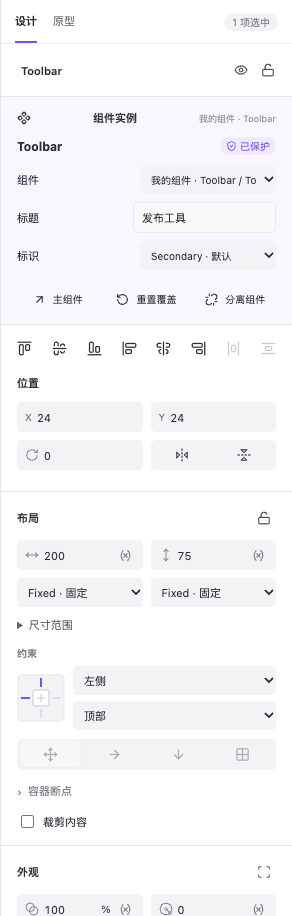 设计 原型 1 项选中
Toolbar
组件实例 我的组件 · Toolbar
Toolbar 已保护
组件 我的组件 · Toolbar / To
标题 发布工具
标识 Secondary · 默认
主组件 重置覆盖 分离组件
位置
X 24 Y 24
0
布局
200 (x) 75 (x)
Fixed · 固定 Fixed · 固定
尺寸范围
约束
左侧
顶部
容器断点
裁剪内容
外观
100 % (x) 0 (x)